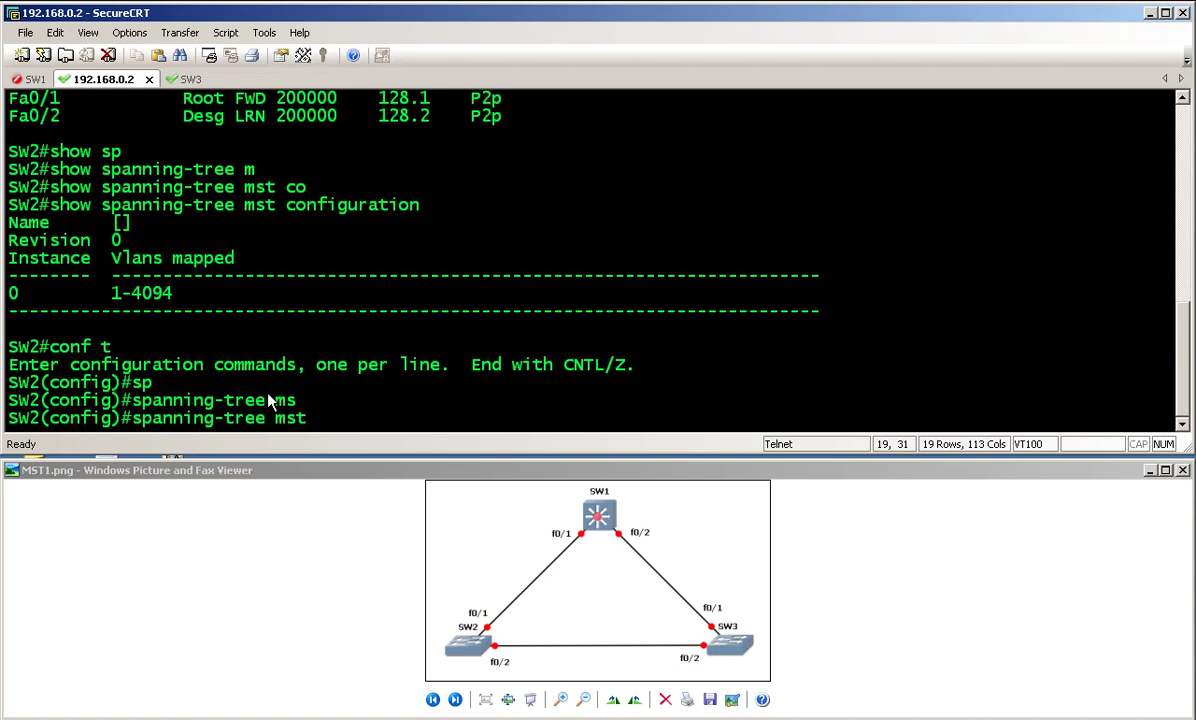 192.168.0.2 - SecureCRT
File Edit View Options Transfer Script Tools Help
SW1 192.168.0.2 SW3
Fa0/1 Root FWD 200000 128.1 P2p
Fa0/2 Desg LRN 200000 128.2 P2p
SW2#show sp
SW2#show spanning-tree m
SW2#show spanning-tree mst co
SW2#show spanning-tree mst configuration
Name []
Revision 0
Instance Vlans mapped
-------- ---------------------------------------------------------------------
0 1-4094
-------------------------------------------------------------------------------
SW2#conf t
Enter configuration commands, one per line. End with CNTL/Z.
SW2(config)#sp
SW2(config)#spanning-tree ms
SW2(config)#spanning-tree mst
Ready Telnet 19, 31 19 Rows, 113 Cols VT100 CAP NUM
MST1.png - Windows Picture and Fax Viewer
SW1
f0/1 f0/2
f0/1 f0/1
SW2 SW3
f0/2 f0/2